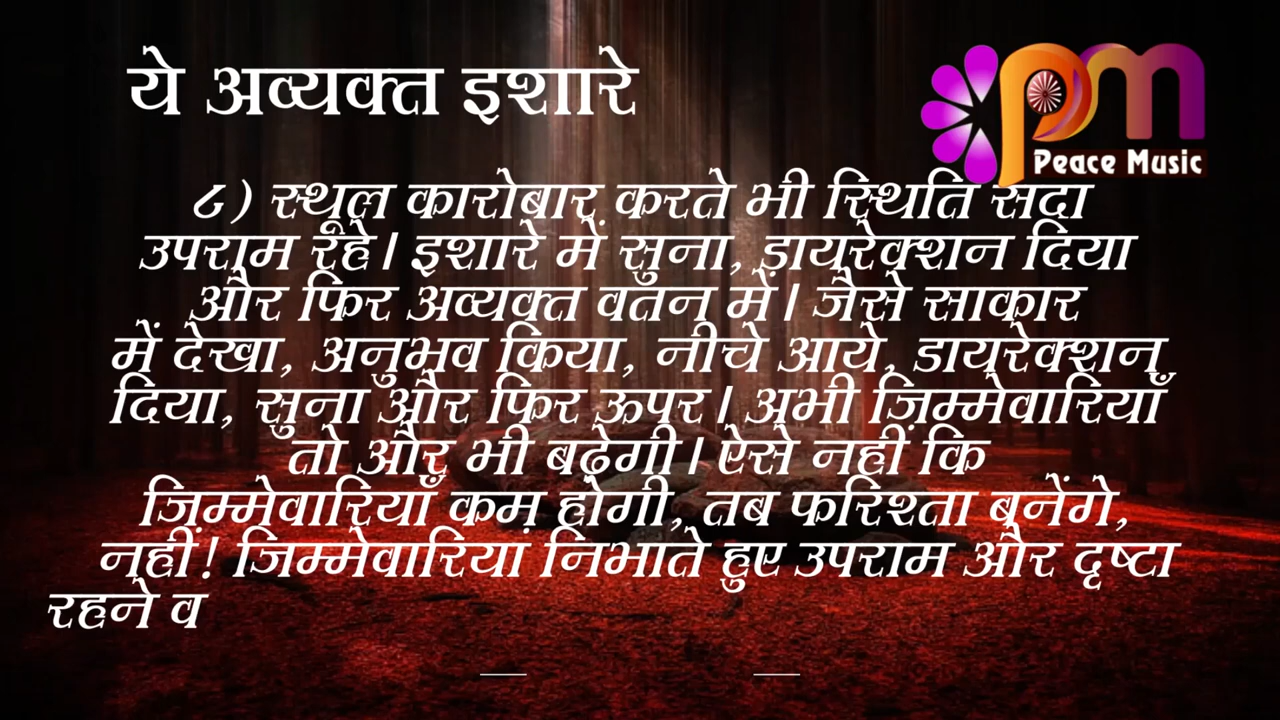 ये अव्यक्त इशारे
pm
Peace Music
८) स्थूल कारोबार करते भी स्थिति सदा
उपराम रहे। इशारे में सुना, डायरेक्शन दिया
और फिर अव्यक्त वतन में। जैसे साकार
में देखा, अनुभव किया, नीचे आये, डायरेक्शन
दिया, सुना और फिर ऊपर। अभी जिम्मेवारियाँ
तो और भी बढ़ेगी। ऐसे नहीं कि
जिम्मेवारियाँ कम होगी, तब फरिश्ता बनेंगे,
नहीं! जिम्मेवारियां निभाते हुए उपराम और दृष्टा
रहने व